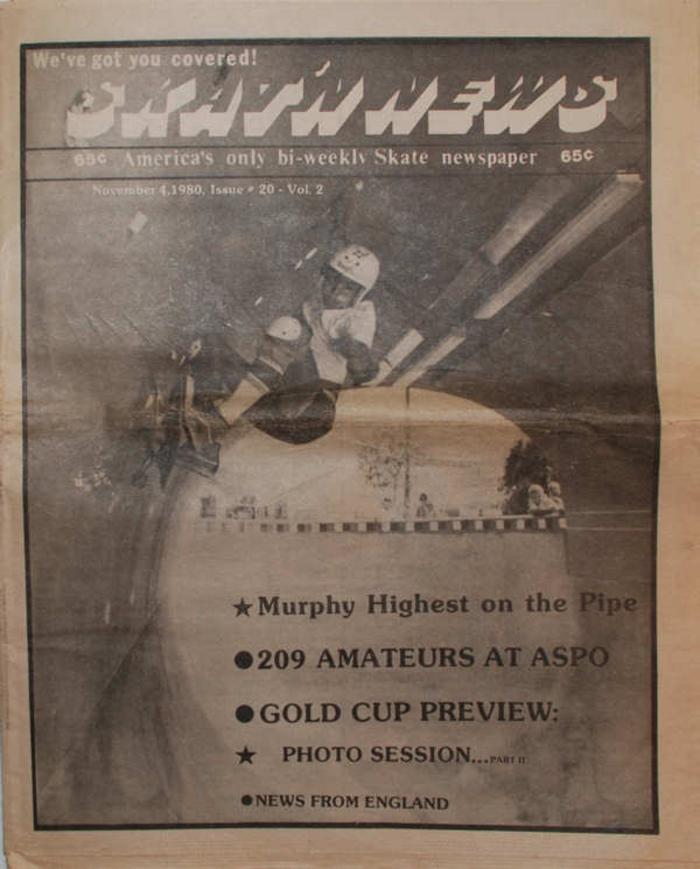 We've got you covered!
SKAT'N NEWS
65¢ America's only bi-weekly Skate newspaper 65¢
November 4,1980, Issue # 20 - Vol. 2
★ Murphy Highest on the Pipe
● 209 AMATEURS AT ASPO
● GOLD CUP PREVIEW:
★ PHOTO SESSION...PART II
● NEWS FROM ENGLAND